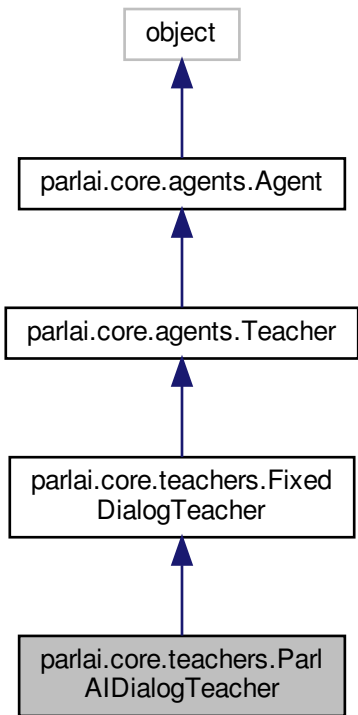 object
parlai.core.agents.Agent
parlai.core.agents.Teacher
parlai.core.teachers.Fixed
DialogTeacher
parlai.core.teachers.Parl
AIDialogTeacher